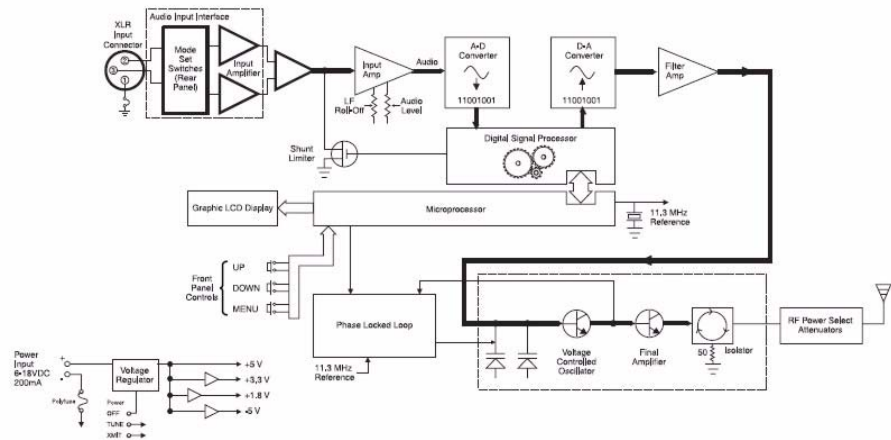 Audio Input Interface
XLR
Input
Connector
2
3
1
Mode
Set
Switches
(Rear
Panel)
Input
Amplifier
Input
Amp
Audio
LF
Roll-Off
Audio
Level
A-D
Converter
11001001
D-A
Converter
11001001
Filter
Amp
Shunt
Limiter
Digital Signal Processor
Graphic LCD Display
Microprocessor
11.3 MHz
Reference
Front
Panel
Controls
UP
DOWN
MENU
Phase Locked Loop
11.3 MHz
Reference
Voltage
Controlled
Oscillator
Final
Amplifier
50
Isolator
RF Power Select
Attenuators
Power
Input
6-18VDC
200mA
+
-
Polyfuse
Voltage
Regulator
Power
OFF
TUNE
XMIT
+5 V
+3.3 V
+1.8 V
-5 V